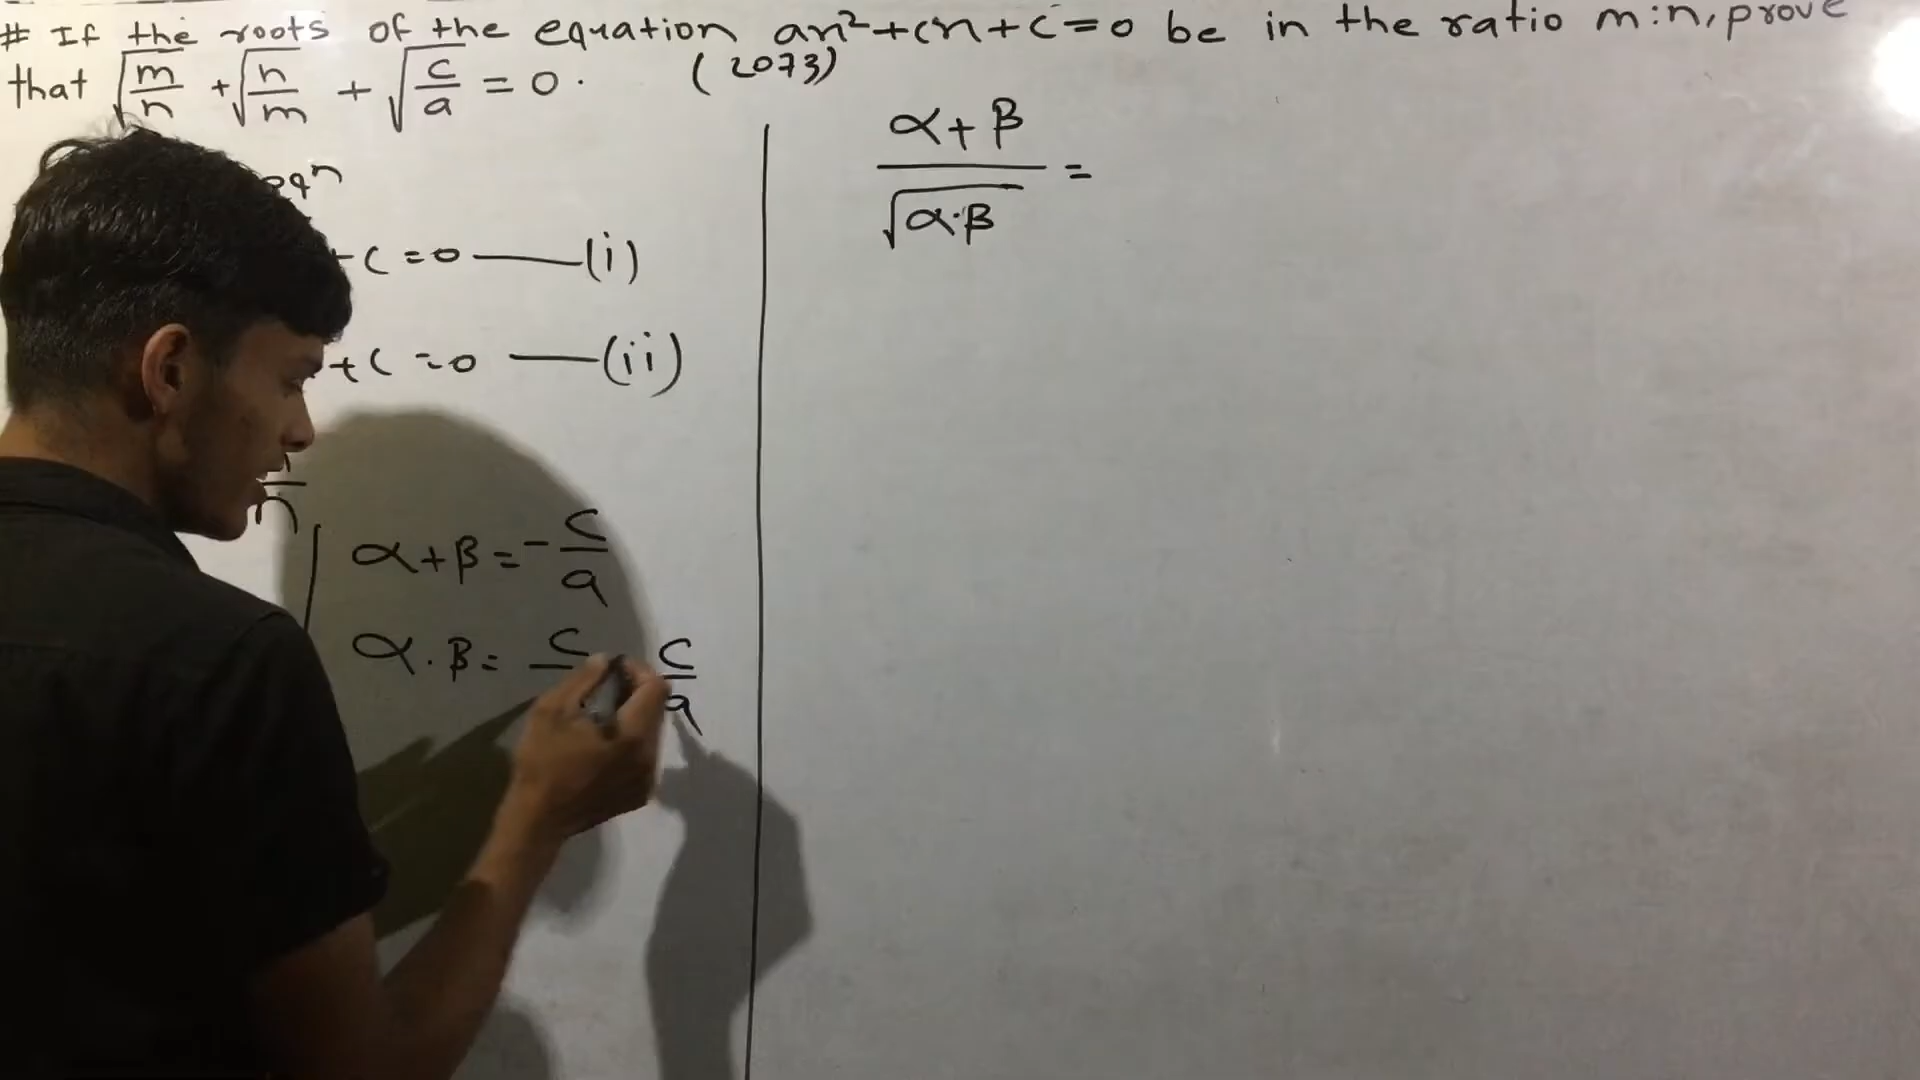 # If the roots of the equation ax²+cx+c=0 be in the ratio m:n, prove
that √(m/n) + √(n/m) + √(c/a) = 0. (2073)
eqⁿ
+c=0 ——(i)
+c=0 ——(ii)
n
α+β=-c/a
α.β= c
c/a
(α+β)/√(α.β) =